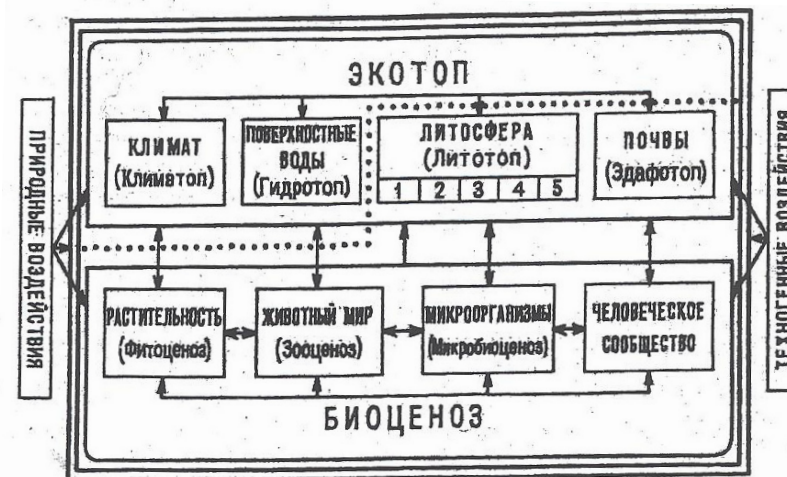 ЭКОТОП
КЛИМАТ
(Климатоп)
ПОВЕРХНОСТНЫЕ
ВОДЫ
(Гидротоп)
ЛИТОСФЕРА
(Литотоп)
1 2 3 4 5
ПОЧВЫ
(Эдафотоп)
ПРИРОДНЫЕ ВОЗДЕЙСТВИЯ
ТЕХНОГЕННЫЕ ВОЗДЕЙСТВИЯ
РАСТИТЕЛЬНОСТЬ
(Фитоценоз)
ЖИВОТНЫЙ МИР
(Зооценоз)
МИКРООРГАНИЗМЫ
(Микробиоценоз)
ЧЕЛОВЕЧЕСКОЕ
СООБЩЕСТВО
БИОЦЕНОЗ